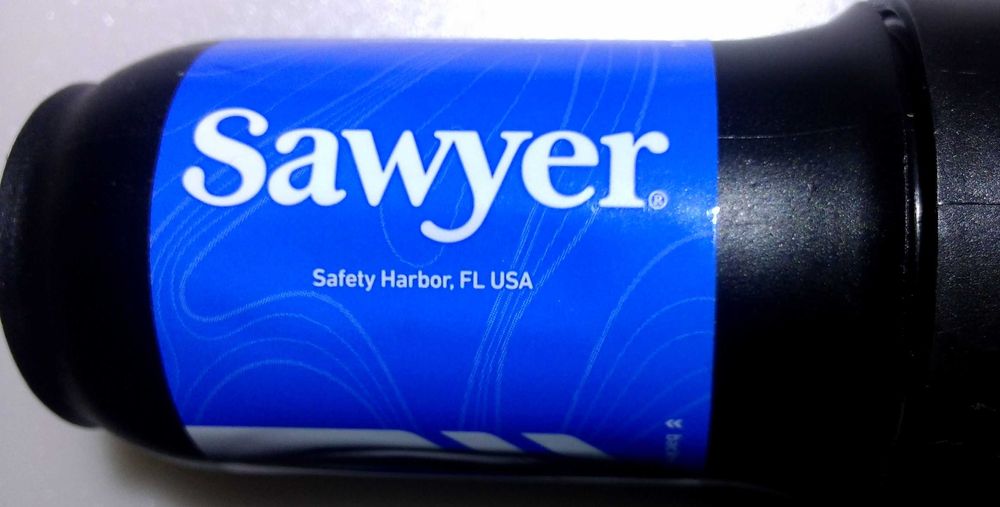 Sawyer®
Safety Harbor, FL USA